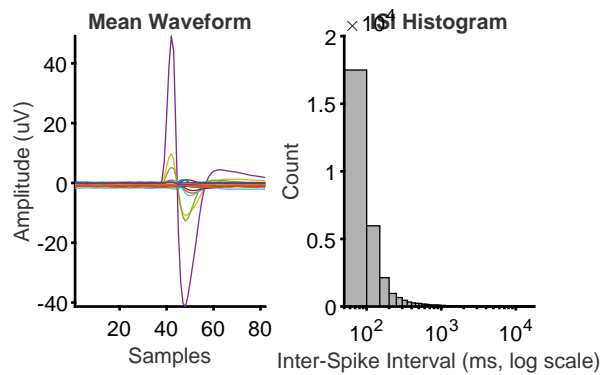 Mean Waveform
Amplitude (uV)
40
20
0
-20
-40
20
40
60
80
Samples
ISI Histogram
2 × 10^4
1.5
1
0.5
0
Count
10^2
10^3
10^4
Inter-Spike Interval (ms, log scale)